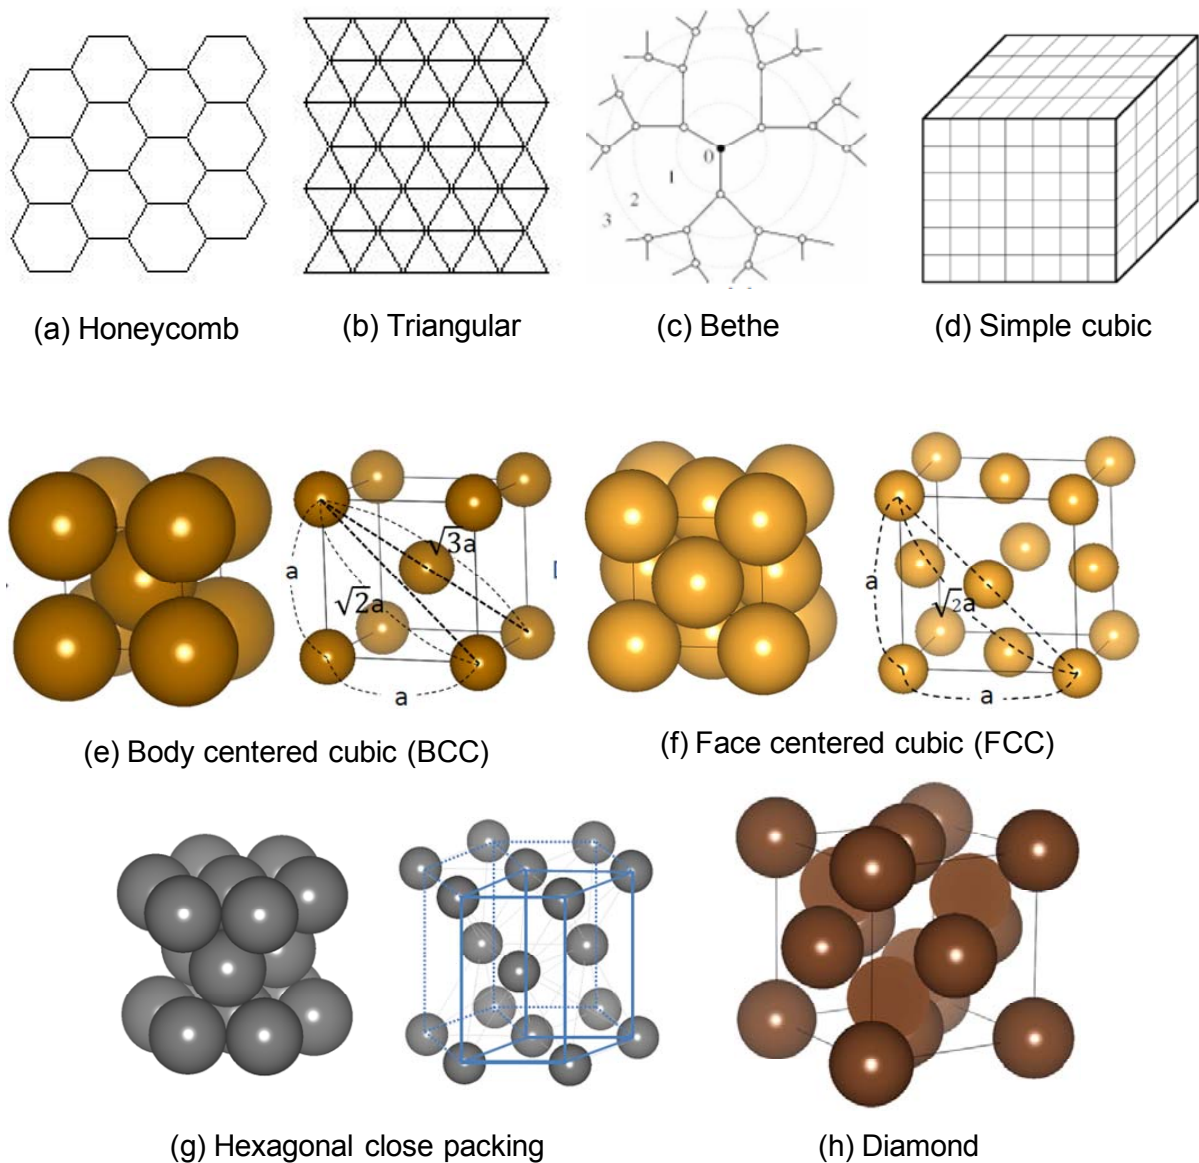 0
1
2
3
(a) Honeycomb
(b) Triangular
(c) Bethe
(d) Simple cubic
a
√3a
√2a
a
a
√2a
a
(e) Body centered cubic (BCC)
(f) Face centered cubic (FCC)
(g) Hexagonal close packing
(h) Diamond